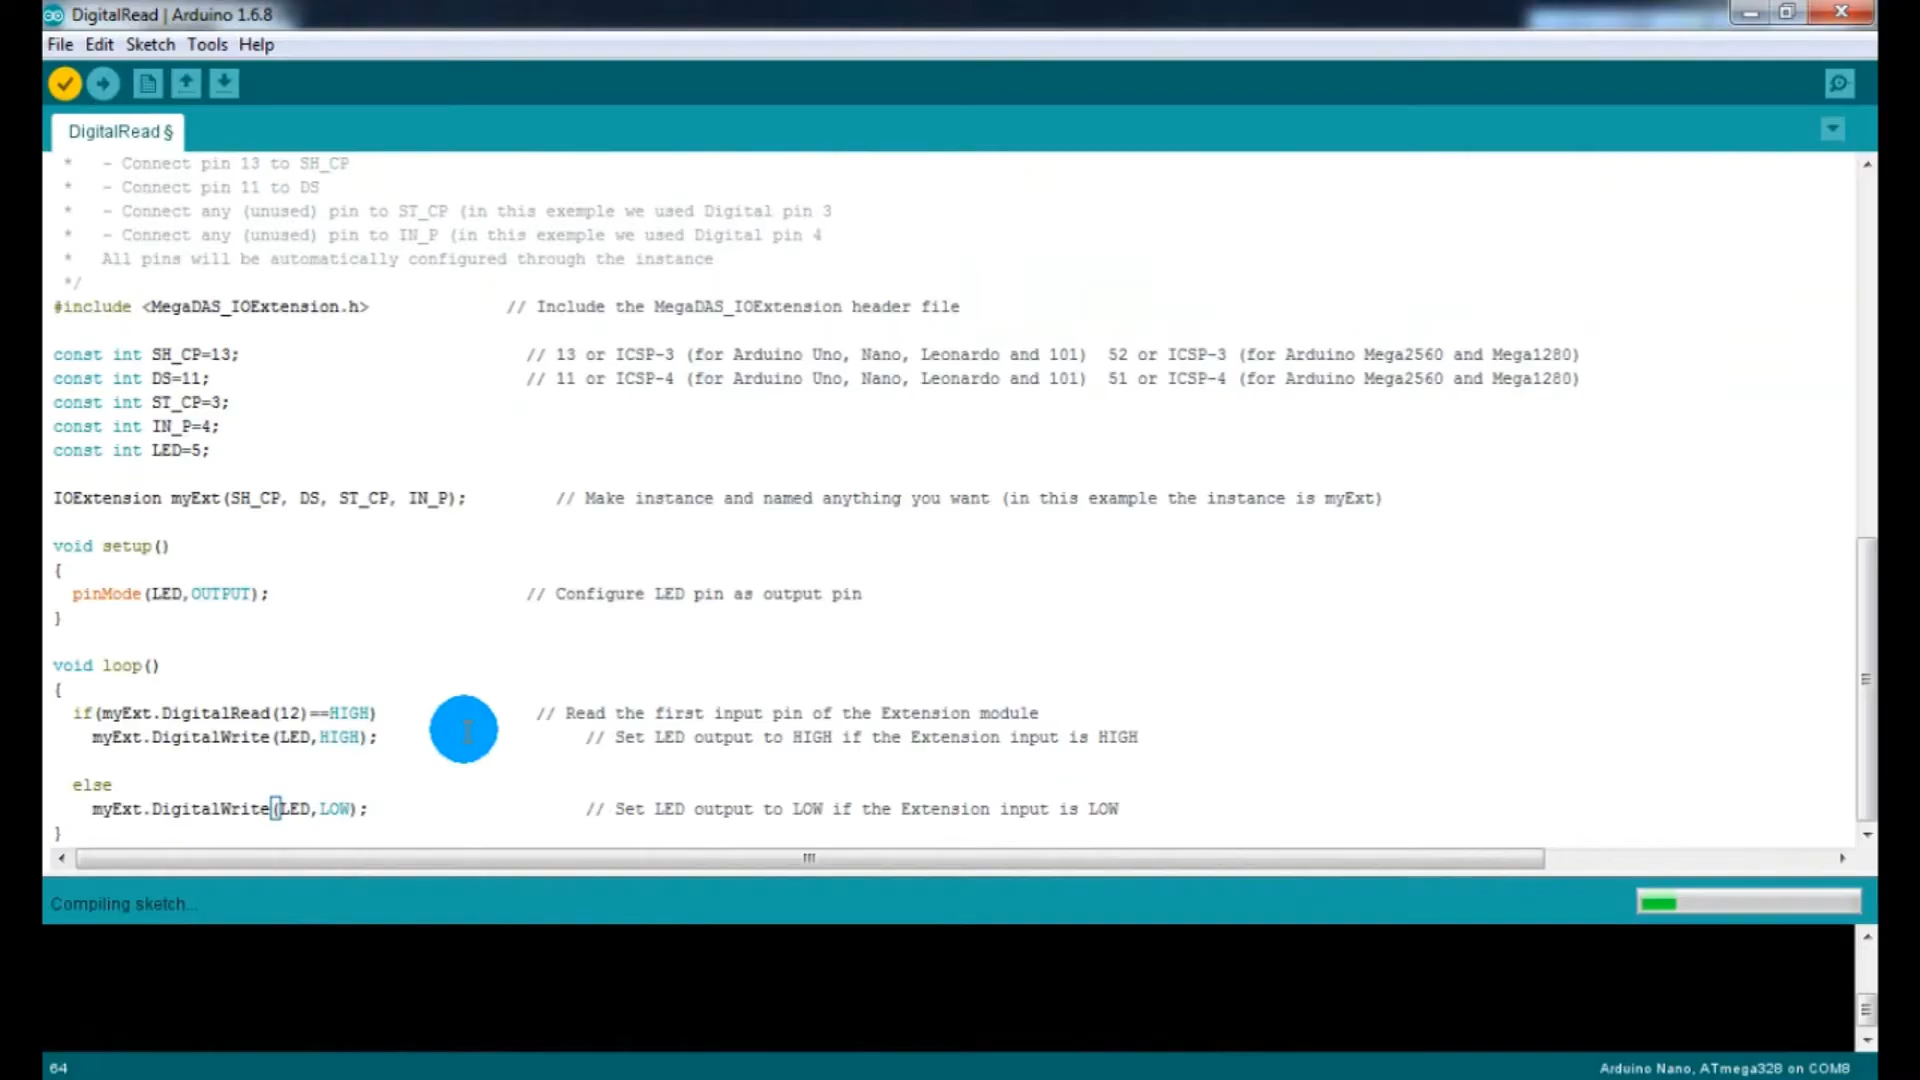 DigitalRead | Arduino 1.6.8
File Edit Sketch Tools Help
DigitalRead §
* - Connect pin 13 to SH_CP
* - Connect pin 11 to DS
* - Connect any (unused) pin to ST_CP (in this exemple we used Digital pin 3
* - Connect any (unused) pin to IN_P (in this exemple we used Digital pin 4
* All pins will be automatically configured through the instance
*/
#include <MegaDAS_IOExtension.h> // Include the MegaDAS_IOExtension header file
const int SH_CP=13; // 13 or ICSP-3 (for Arduino Uno, Nano, Leonardo and 101) 52 or ICSP-3 (for Arduino Mega2560 and Mega1280)
const int DS=11; // 11 or ICSP-4 (for Arduino Uno, Nano, Leonardo and 101) 51 or ICSP-4 (for Arduino Mega2560 and Mega1280)
const int ST_CP=3;
const int IN_P=4;
const int LED=5;
IOExtension myExt(SH_CP, DS, ST_CP, IN_P); // Make instance and named anything you want (in this example the instance is myExt)
void setup()
{
pinMode(LED,OUTPUT); // Configure LED pin as output pin
}
void loop()
{
if(myExt.DigitalRead(12)==HIGH) // Read the first input pin of the Extension module
myExt.DigitalWrite(LED,HIGH); // Set LED output to HIGH if the Extension input is HIGH
else
myExt.DigitalWrite(LED,LOW); // Set LED output to LOW if the Extension input is LOW
}
Compiling sketch...
64 Arduino Nano, ATmega328 on COM8